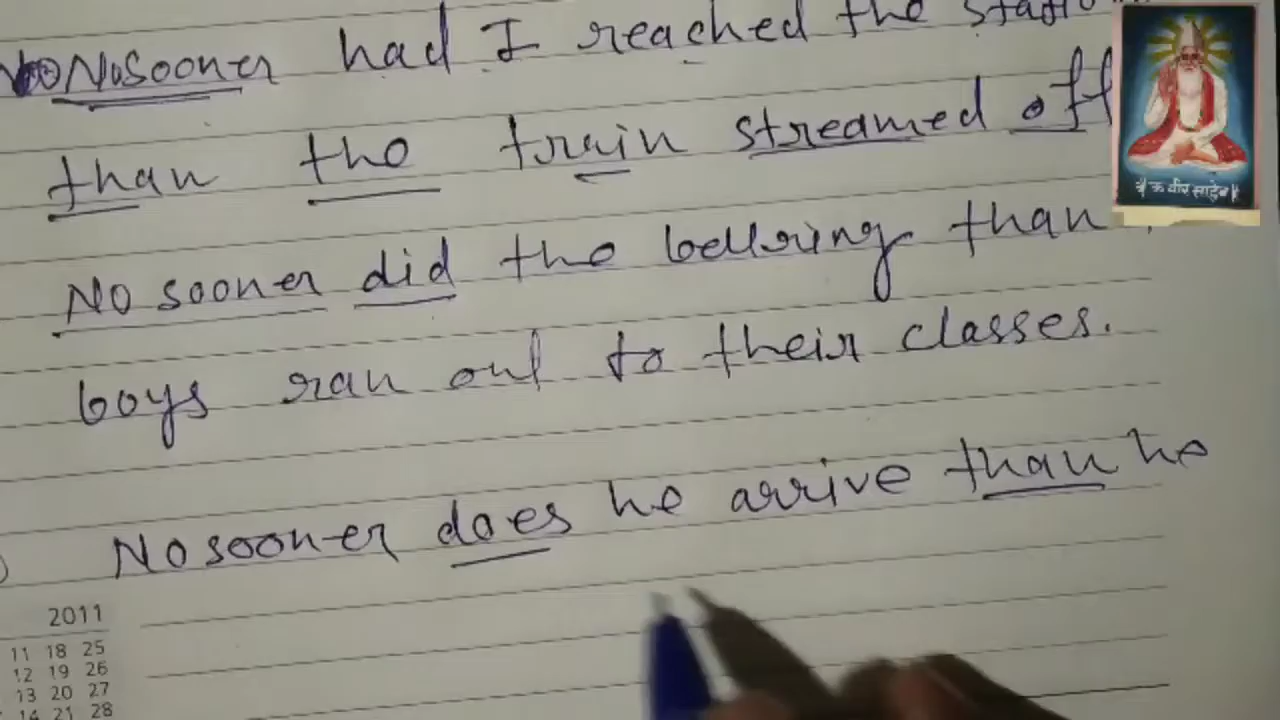 No sooner had I reached the
than the train streamed off
No sooner did the bellring than
boys ran out to their classes.
No sooner does he arrive than he
2011
11 18 25
12 19 26
13 20 27
14 21 28